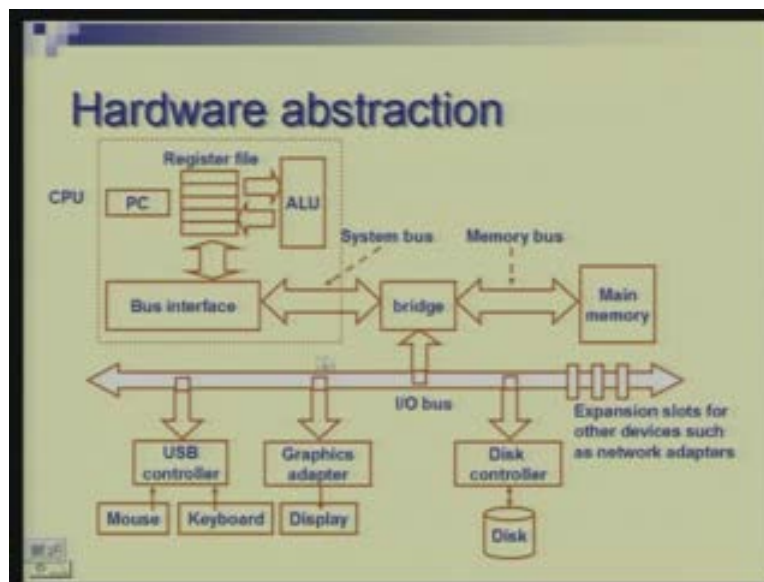 Hardware abstraction
Register file
CPU
PC
ALU
System bus
Memory bus
Bus interface
bridge
Main
memory
I/O bus
Expansion slots for
other devices such
as network adapters
USB
controller
Graphics
adapter
Disk
controller
Mouse
Keyboard
Display
Disk